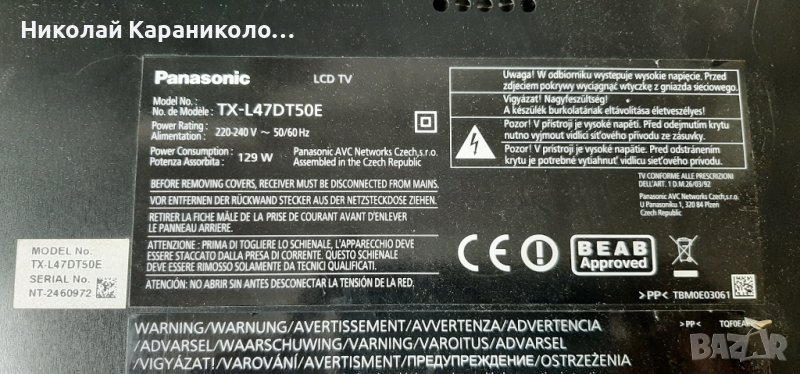 Николай Караниколо...
Panasonic LCD TV
Model No. :
No. de Modèle : TX-L47DT50E
Power Rating :
Alimentation : 220-240 V ~ 50/60 Hz
Power Consumption :
Potenza Assorbita : 129 W
Panasonic AVC Networks Czech,s.r.o.
Assembled in the Czech Republic
BEFORE REMOVING COVERS, RECEIVER MUST BE DISCONNECTED FROM MAINS.
VOR ENTFERNEN DER RÜCKWAND STECKER AUS DER NETZSTECKDOSE ZIEHEN.
RETIRER LA FICHE MÂLE DE LA PRISE DE COURANT AVANT D'ENLEVER
LE PANNEAU ARRIERE.
ATTENZIONE : PRIMA DI TOGLIERE LO SCHIENALE, L'APPARECCHIO DEVE
ESSERE STACCATO DALLA PRESA DI CORRENTE. QUESTO SCHIENALE
DEVE ESSERE RIMOSSO SOLAMENTE DA TECNICI QUALIFICATI.
ATENCIÓN: NO ABRIR SIN ANTES DESCONECTAR LA TENSIÓN DE LA RED.
Uwaga! W odbiorniku występuje wysokie napięcie. Przed
zdjęciem pokrywy wyciągnąć wtyczkę z gniazda sieciowego.
Vigyázat! Nagyfeszültség!
A készülék burkolatának eltávolítása életveszélyes!
Pozor! V přístroji je vysoké napětí. Před odejmutím krytu
nutno vyjmout vidlici síťového přívodu ze zásuvky.
Pozor! V prístroji je vysoké napätie. Pred odstránením
krytu je potrebné vytiahnuť vidlicu sieťového prívodu.
TV CONFORME ALLE PRESCRIZIONI
DELL'ART. 1 D.M 26/03/92
Panasonic AVC Networks Czech,s.r.o.
U Panasoniku 1, 320 84 Plzen
Czech Republic
CE
BEAB
Approved
>PP< TBM0E03061
MODEL No.
TX-L47DT50E
SERIAL No.
NT-2460972
WARNING/WARNUNG/AVERTISSEMENT/AVVERTENZA/ADVERTENCIA
/ADVARSEL/WAARSCHUWING/VARNING/VAROITUS/ADVARSEL
/VIGYÁZAT!/VAROVÁNÍ/AVERTISMENT/ПРЕДУПРЕЖДЕНИЕ/OSTRZEŻENIA
>PP<
BAZAR